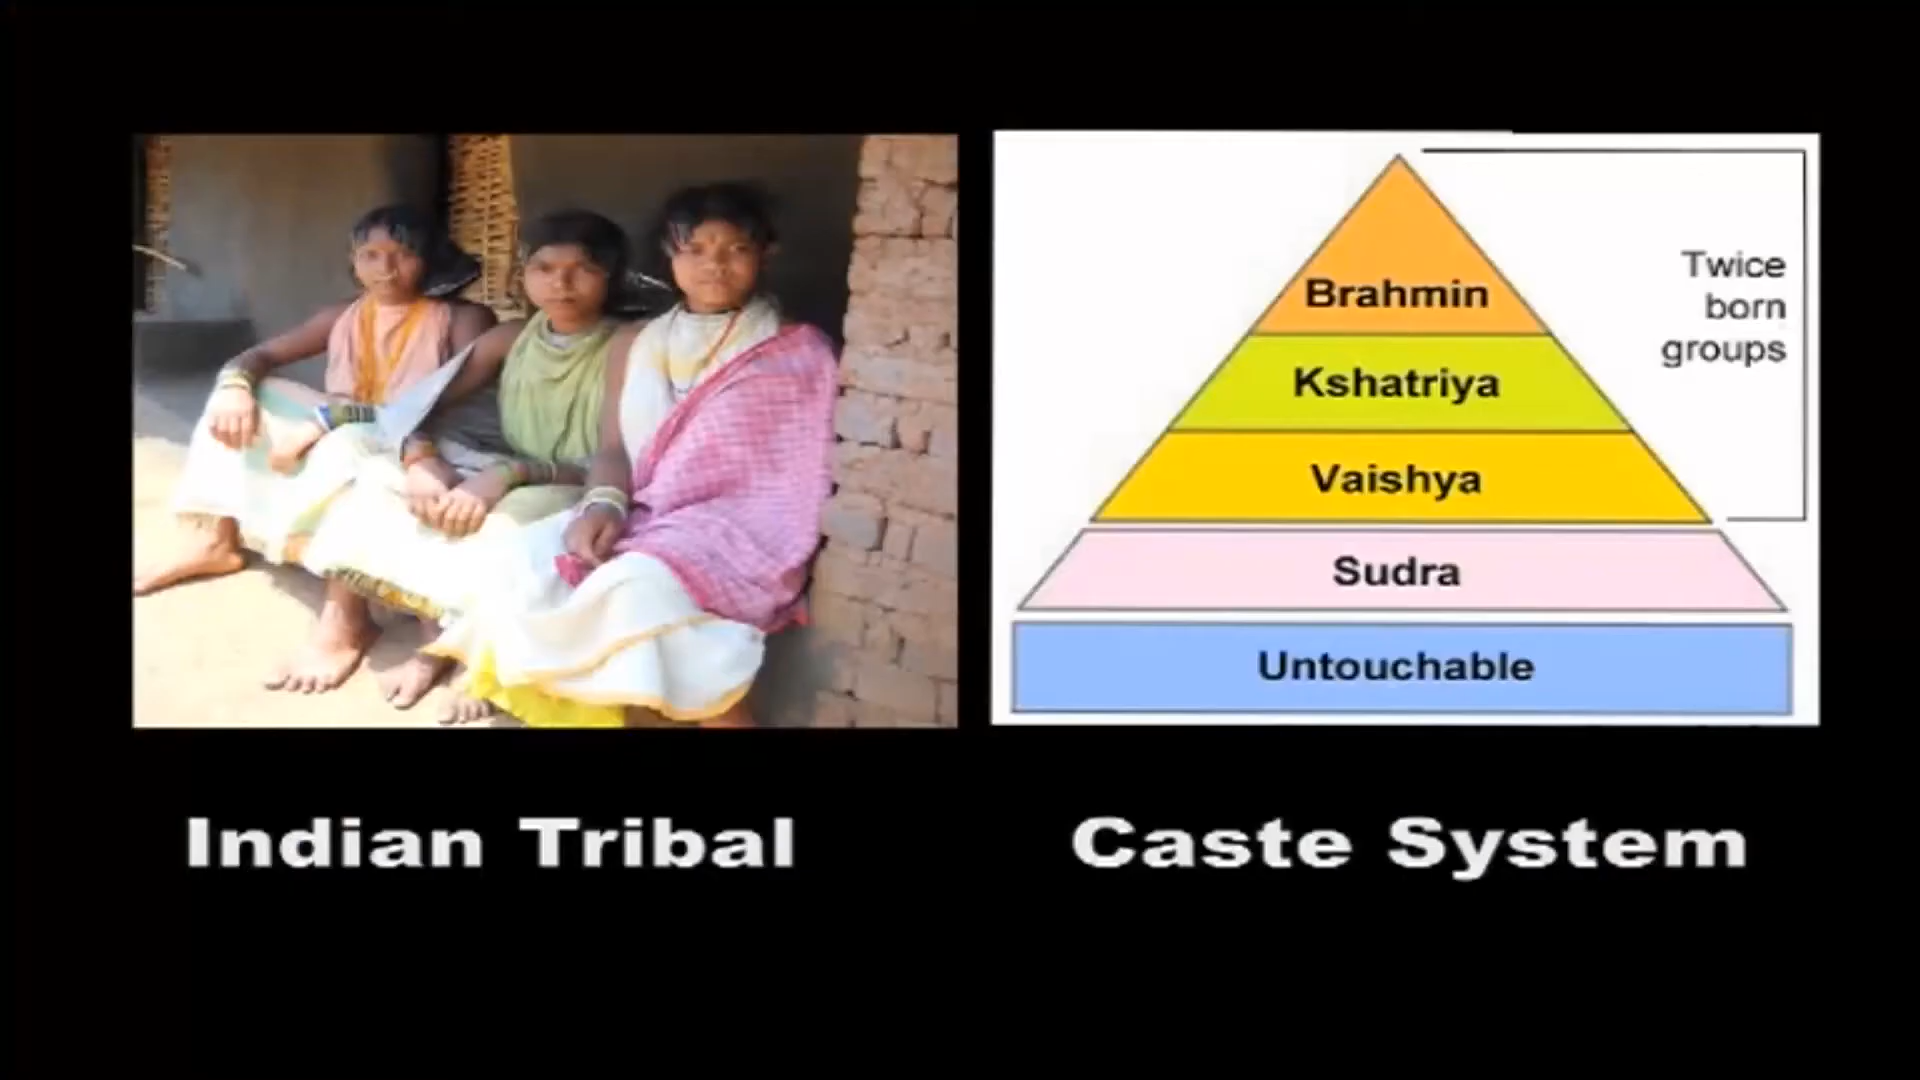 Brahmin
Kshatriya
Vaishya
Sudra
Untouchable
Twice
born
groups
Indian Tribal
Caste System